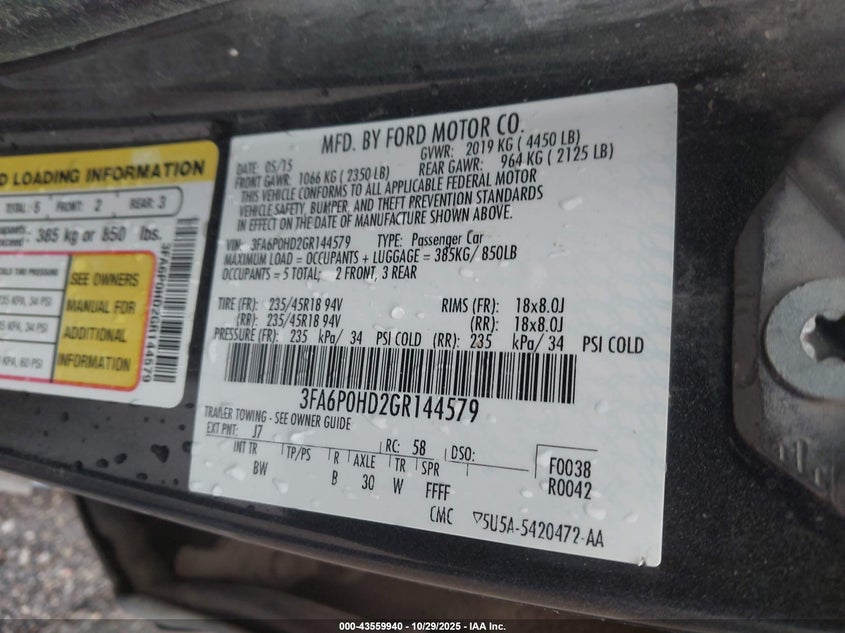 MFD. BY FORD MOTOR CO.
DATE: 05/15 GVWR: 2019 KG ( 4450 LB)
FRONT GAWR: 1066 KG ( 2350 LB) REAR GAWR: 964 KG ( 2125 LB)
THIS VEHICLE CONFORMS TO ALL APPLICABLE FEDERAL MOTOR
VEHICLE SAFETY, BUMPER, AND THEFT PREVENTION STANDARDS
IN EFFECT ON THE DATE OF MANUFACTURE SHOWN ABOVE.
VIN: 3FA6P0HD2GR144579 TYPE: Passenger Car
MAXIMUM LOAD = OCCUPANTS + LUGGAGE = 385KG/ 850LB
OCCUPANTS = 5 TOTAL; 2 FRONT, 3 REAR
TIRE (FR): 235/45R18 94V RIMS (FR): 18x8.0J
(RR): 235/45R18 94V (RR): 18x8.0J
PRESSURE (FR): 235 kPa/ 34 PSI COLD (RR): 235 kPa/ 34 PSI COLD
3FA6P0HD2GR144579
TRAILER TOWING - SEE OWNER GUIDE
EXT PNT: J7 RC: 5B DSO:
INT TR TP/PS R AXLE TR SPR
BW B 30 W FFFF
F0038
R0042
CMC 5U5A-5420472-AA
LOADING INFORMATION
TOTAL: 5 FRONT: 2 REAR: 3
385 kg or 850 lbs.
COLD TIRE PRESSURE
235 KPA, 34 PSI
KPA, 34 PSI
KPA, 60 PSI
SEE OWNERS
MANUAL FOR
ADDITIONAL
INFORMATION
3FA6P0HD2GR144579
000-43559940 - 10/29/2025 - IAA Inc.